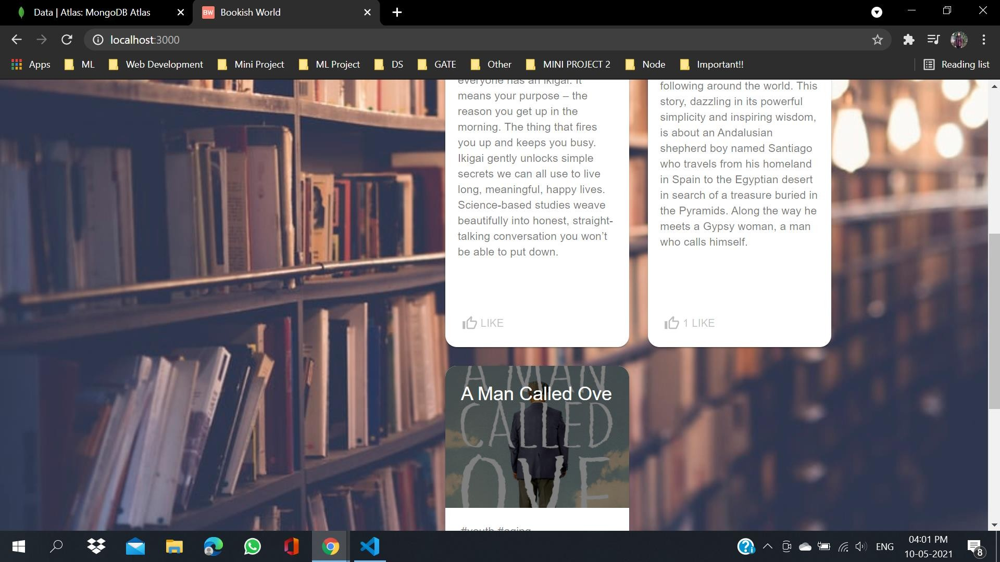 Data | Atlas: MongoDB Atlas
BW Bookish World
localhost:3000
Apps
ML
Web Development
Mini Project
ML Project
DS
GATE
Other
MINI PROJECT 2
Node
Important!!
Reading list
everyone has an ikigai. It
means your purpose – the
reason you get up in the
morning. The thing that fires
you up and keeps you busy.
Ikigai gently unlocks simple
secrets we can all use to live
long, meaningful, happy lives.
Science-based studies weave
beautifully into honest, straight-
talking conversation you won’t
be able to put down.
LIKE
following around the world. This
story, dazzling in its powerful
simplicity and inspiring wisdom,
is about an Andalusian
shepherd boy named Santiago
who travels from his homeland
in Spain to the Egyptian desert
in search of a treasure buried in
the Pyramids. Along the way he
meets a Gypsy woman, a man
who calls himself.
1 LIKE
A MAN
A Man Called Ove
CALLED
OVE
#youth #aging
ENG
04:01 PM
10-05-2021
8